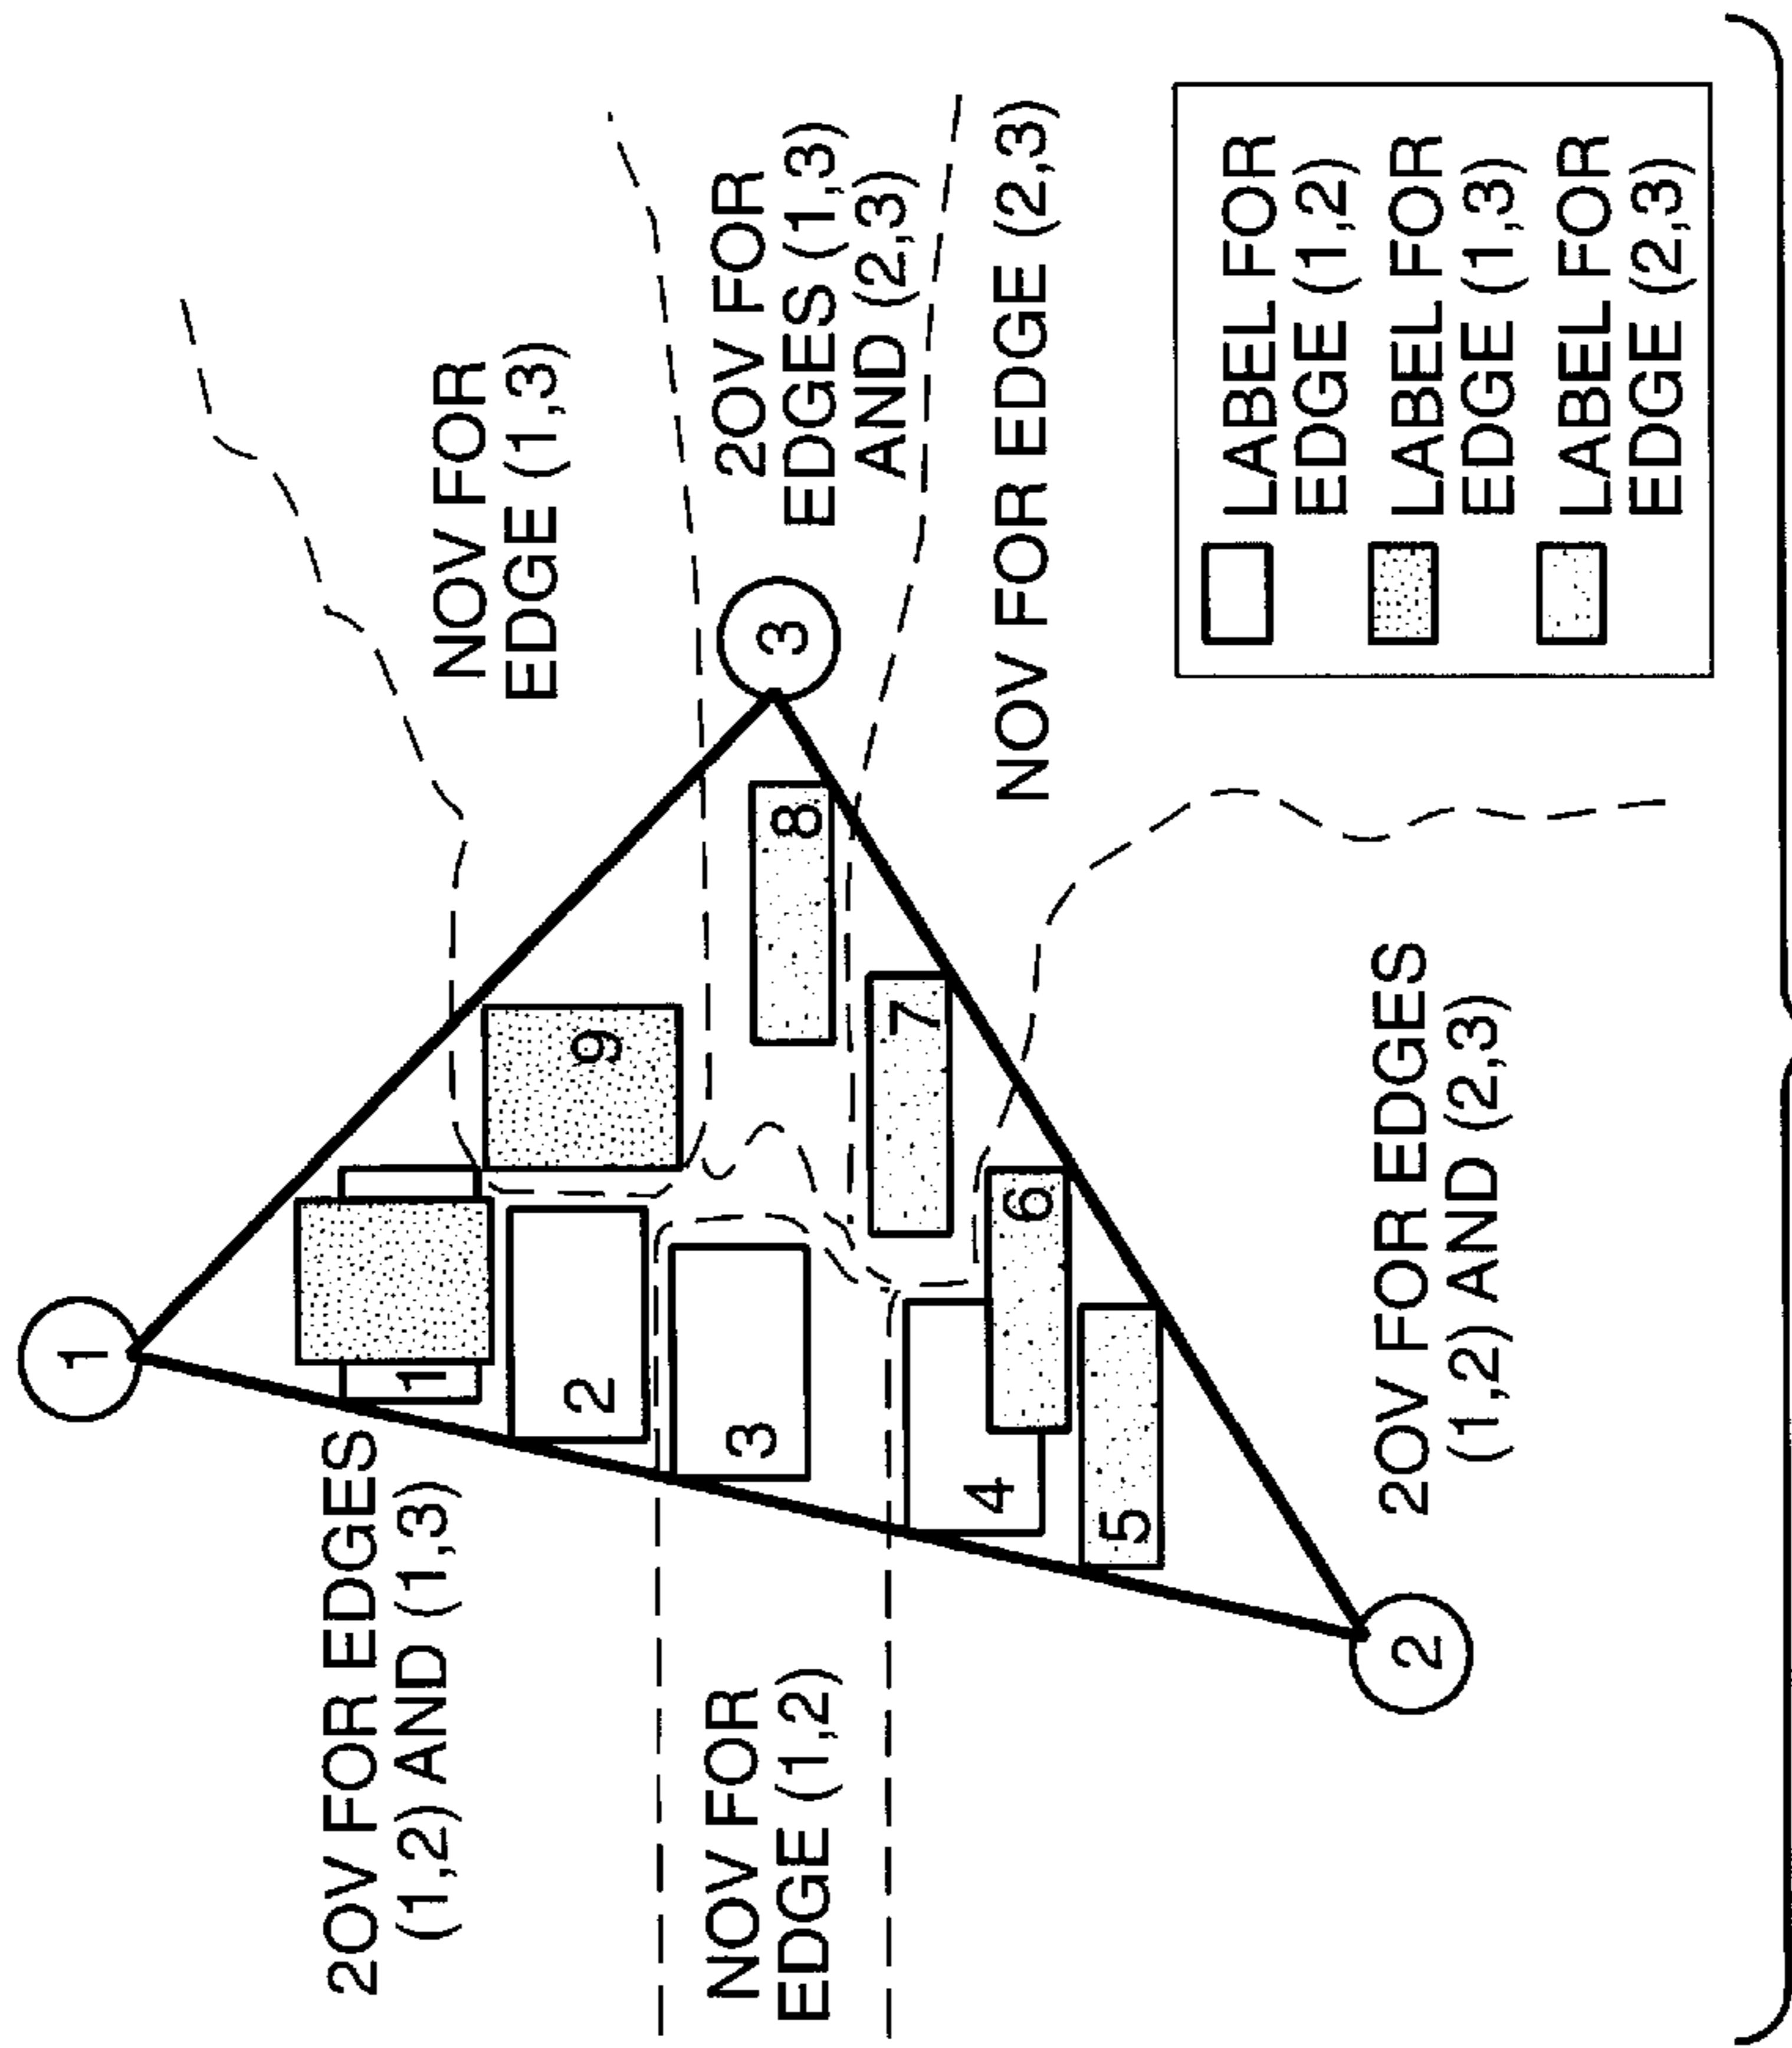 1
2OV FOR EDGES
(1,2) AND (1,3)
NOV FOR
EDGE (1,3)
1
2
9
NOV FOR
EDGE (1,2)
3
3
2OV FOR
EDGES (1,3)
AND (2,3)
8
7
NOV FOR EDGE (2,3)
4
6
5
2
2OV FOR EDGES
(1,2) AND (2,3)
LABEL FOR
EDGE (1,2)
LABEL FOR
EDGE (1,3)
LABEL FOR
EDGE (2,3)